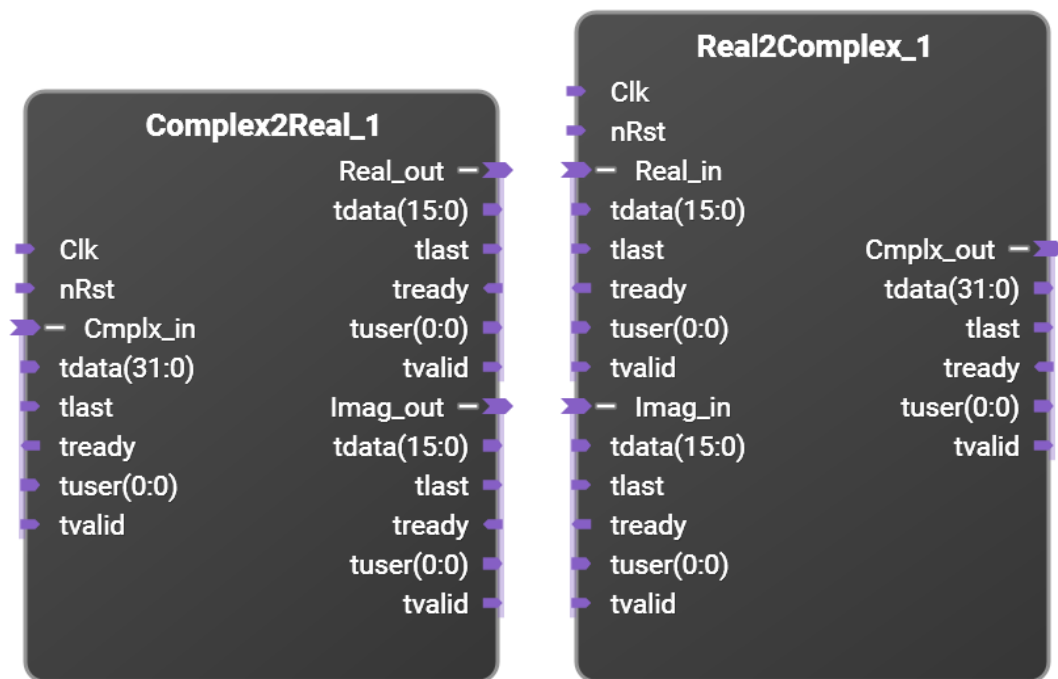 Complex2Real_1
Real_out
tdata(15:0)
Clk
tlast
nRst
tready
Cmplx_in
tuser(0:0)
tdata(31:0)
tvalid
tlast
Imag_out
tready
tdata(15:0)
tuser(0:0)
tlast
tvalid
tready
tuser(0:0)
tvalid
Real2Complex_1
Clk
nRst
Real_in
tdata(15:0)
tlast
Cmplx_out
tready
tdata(31:0)
tuser(0:0)
tlast
tvalid
tready
Imag_in
tuser(0:0)
tdata(15:0)
tvalid
tlast
tready
tuser(0:0)
tvalid